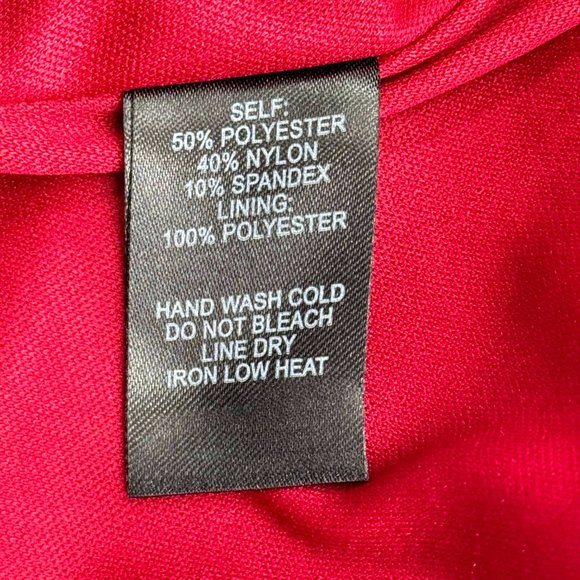 SELF:
50% POLYESTER
40% NYLON
10% SPANDEX
LINING:
100% POLYESTER
HAND WASH COLD
DO NOT BLEACH
LINE DRY
IRON LOW HEAT